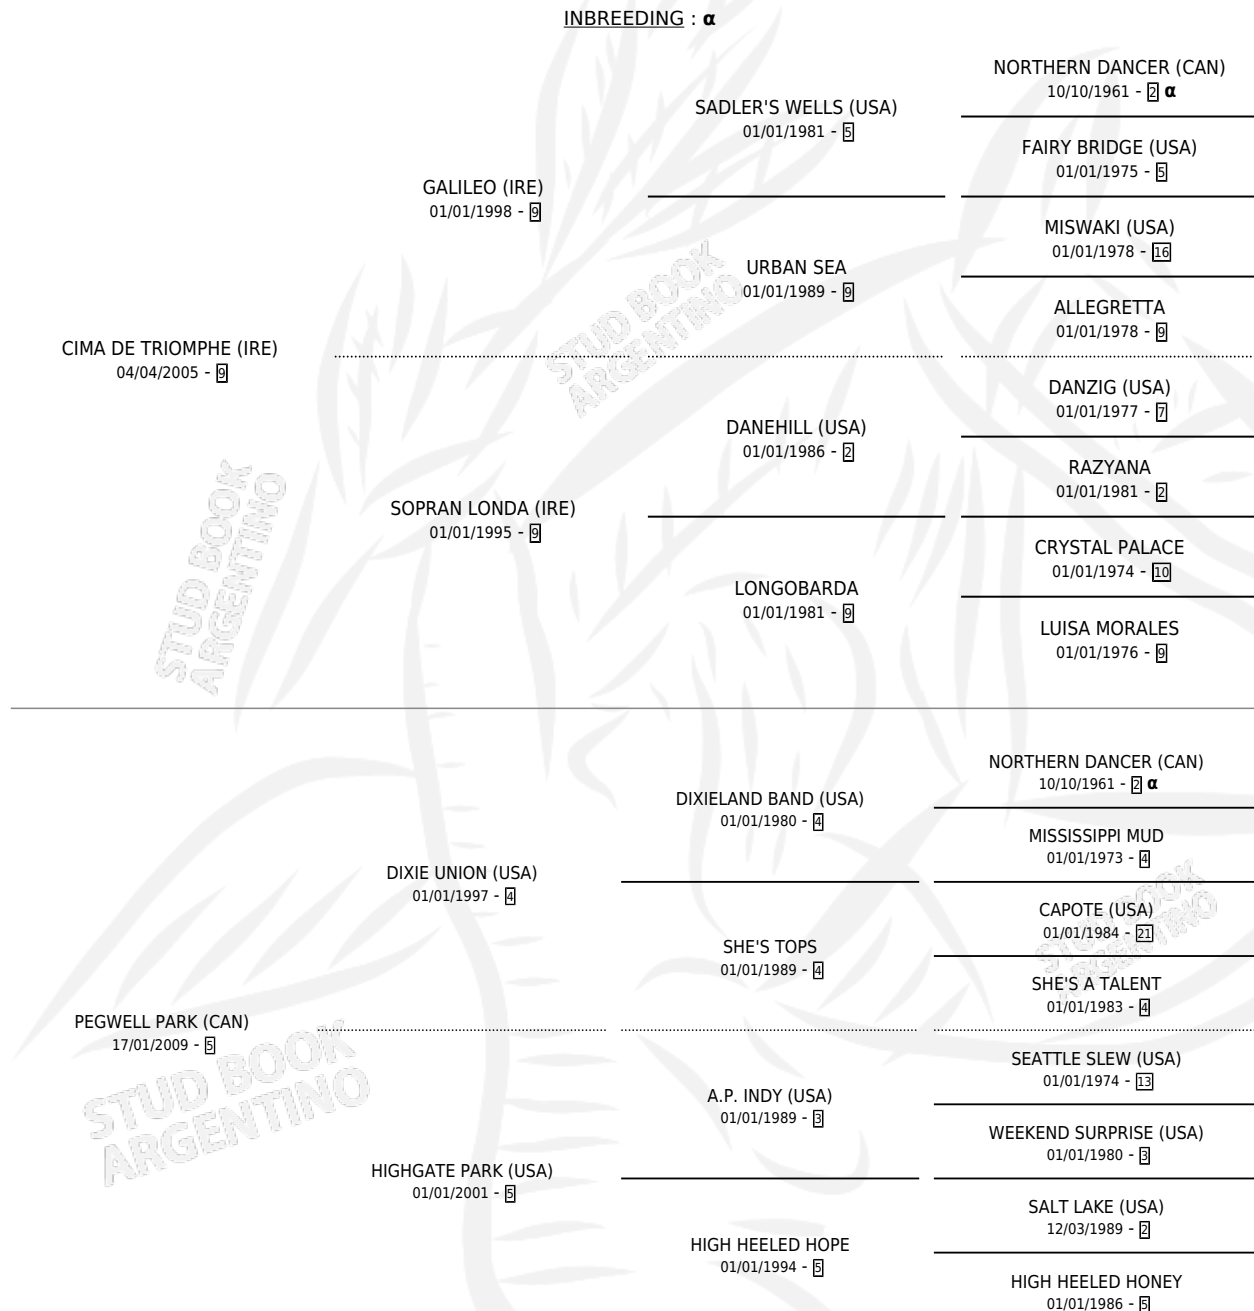 INBREEDING : α
NORTHERN DANCER (CAN)
10/10/1961 - 2 α
SADLER'S WELLS (USA)
01/01/1981 - 5
FAIRY BRIDGE (USA)
01/01/1975 - 5
GALILEO (IRE)
01/01/1998 - 9
MISWAKI (USA)
01/01/1978 - 16
URBAN SEA
01/01/1989 - 9
ALLEGRETTA
01/01/1978 - 9
CIMA DE TRIOMPHE (IRE)
04/04/2005 - 9
DANZIG (USA)
01/01/1977 - 7
DANEHILL (USA)
01/01/1986 - 2
RAZYANA
01/01/1981 - 2
SOPRAN LONDA (IRE)
01/01/1995 - 9
CRYSTAL PALACE
01/01/1974 - 10
LONGOBARDA
01/01/1981 - 9
LUISA MORALES
01/01/1976 - 9
NORTHERN DANCER (CAN)
10/10/1961 - 2 α
DIXIELAND BAND (USA)
01/01/1980 - 4
MISSISSIPPI MUD
01/01/1973 - 4
DIXIE UNION (USA)
01/01/1997 - 4
CAPOTE (USA)
01/01/1984 - 21
SHE'S TOPS
01/01/1989 - 4
SHE'S A TALENT
01/01/1983 - 4
PEGWELL PARK (CAN)
17/01/2009 - 5
SEATTLE SLEW (USA)
01/01/1974 - 13
A.P. INDY (USA)
01/01/1989 - 3
WEEKEND SURPRISE (USA)
01/01/1980 - 3
HIGHGATE PARK (USA)
01/01/2001 - 5
SALT LAKE (USA)
12/03/1989 - 2
HIGH HEELED HOPE
01/01/1994 - 5
HIGH HEELED HONEY
01/01/1986 - 5
STUD BOOK
ARGENTINO
STUD BOOK
ARGENTINO
STUD BOOK
ARGENTINO
STUD BOOK
ARGENTINO